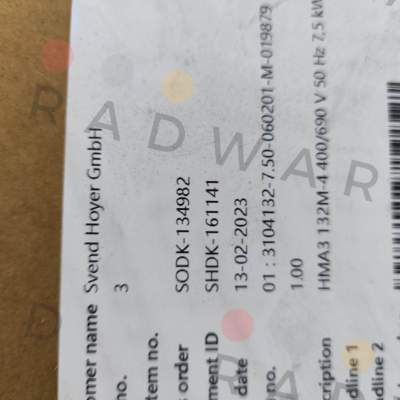 omer name Svend Hoyer GmbH
no. 3
tem no.
s order SODK-134982
ment ID SHDK-161141
date 13-02-2023
no. 01 : 3104132-7.50-060201-M-019879
1.00
cription HMA3 132M-4 400/690 V 50 Hz 7,5 kW
dline 1
dline 2
RADWAR
D
RA